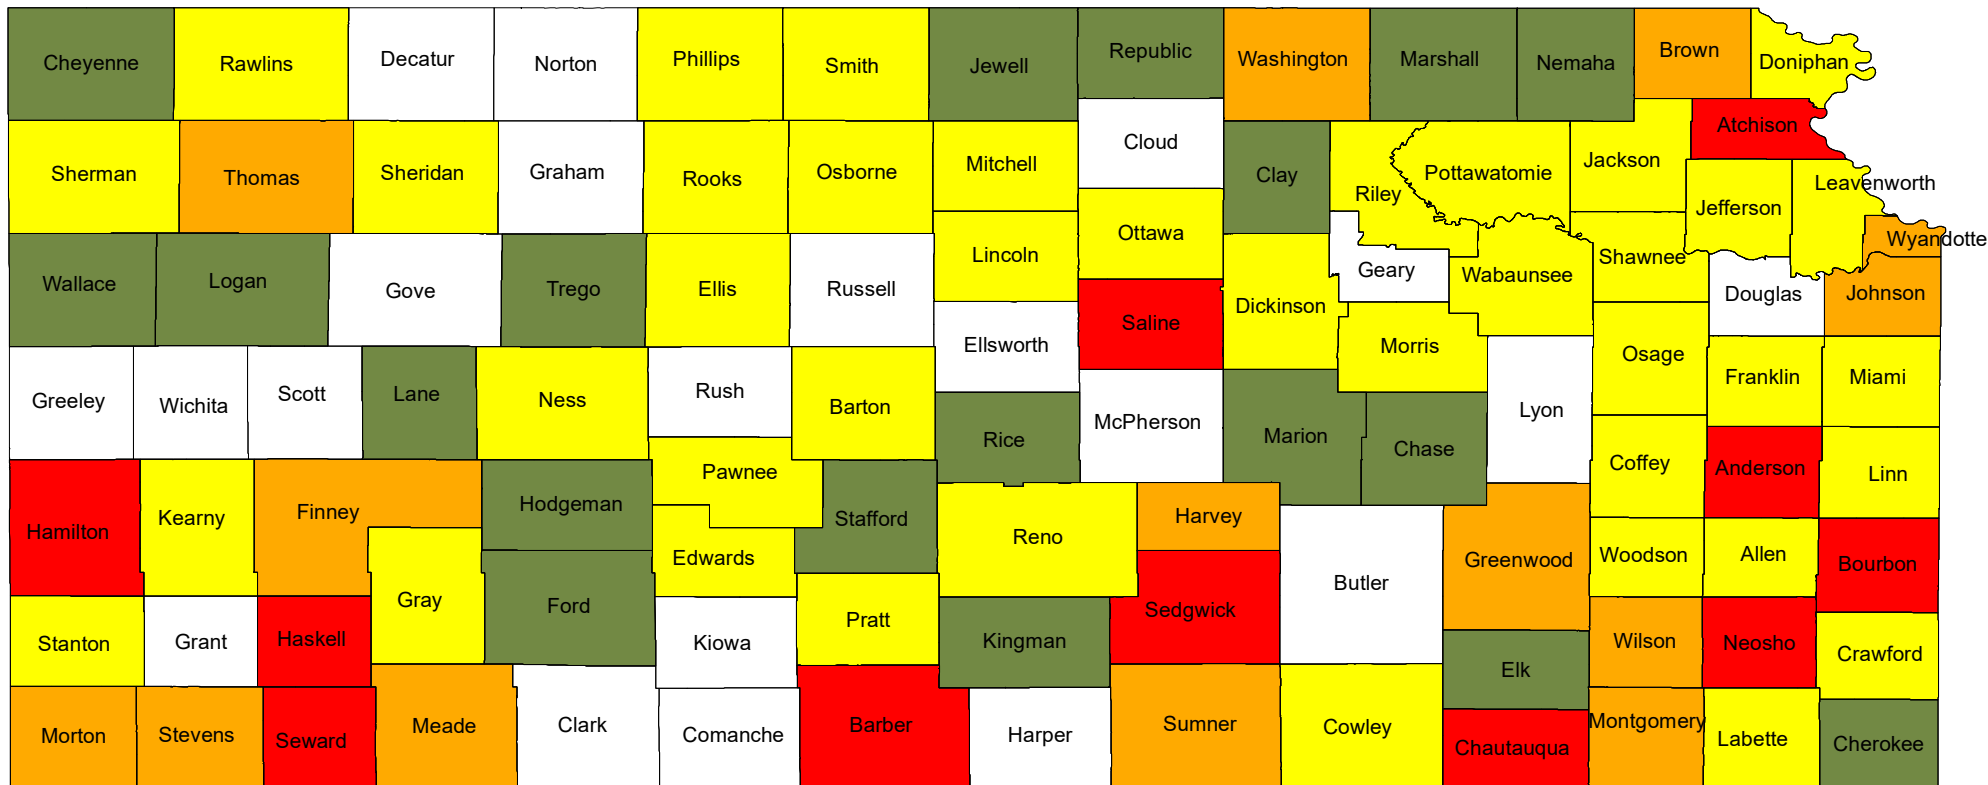 Cheyenne
Rawlins
Decatur
Norton
Phillips
Smith
Jewell
Republic
Washington
Marshall
Nemaha
Brown
Doniphan
Sherman
Thomas
Sheridan
Graham
Rooks
Osborne
Mitchell
Cloud
Clay
Riley
Pottawatomie
Jackson
Atchison
Jefferson
Leavenworth
Wyandotte
Wallace
Logan
Gove
Trego
Ellis
Russell
Lincoln
Ottawa
Dickinson
Geary
Wabaunsee
Shawnee
Douglas
Johnson
Ellsworth
Saline
Morris
Osage
Franklin
Miami
Greeley
Wichita
Scott
Lane
Ness
Rush
Barton
Rice
McPherson
Marion
Chase
Lyon
Coffey
Anderson
Linn
Hamilton
Kearny
Finney
Hodgeman
Pawnee
Stafford
Edwards
Reno
Harvey
Butler
Greenwood
Woodson
Allen
Bourbon
Stanton
Grant
Haskell
Gray
Ford
Kiowa
Pratt
Kingman
Sedgwick
Elk
Wilson
Neosho
Crawford
Morton
Stevens
Seward
Meade
Clark
Comanche
Barber
Harper
Sumner
Cowley
Chautauqua
Montgomery
Labette
Cherokee